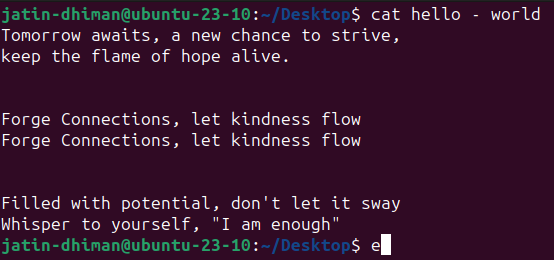 jatin-dhiman@ubuntu-23-10:~/Desktop$ cat hello - world
Tomorrow awaits, a new chance to strive,
keep the flame of hope alive.
Forge Connections, let kindness flow
Forge Connections, let kindness flow
Filled with potential, don't let it sway
Whisper to yourself, "I am enough"
jatin-dhiman@ubuntu-23-10:~/Desktop$ e